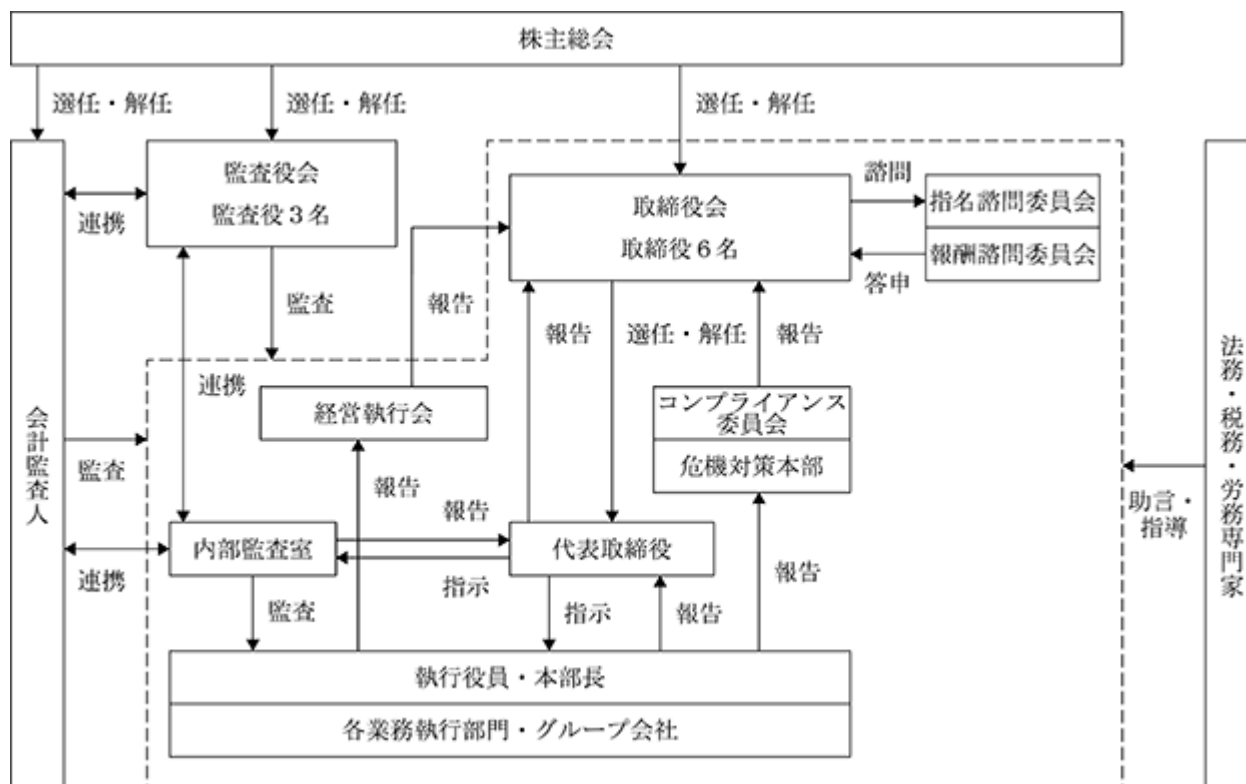 株主総会
選任・解任
選任・解任
選任・解任
監査役会
監査役3名
連携
取締役会
取締役6名
諮問
指名諮問委員会
報酬諮問委員会
答申
監査
報告
報告
選任・解任
報告
連携
経営執行会
コンプライアンス
委員会
危機対策本部
会計監査人
監査
法務・税務・労務専門家
助言・
指導
報告
報告
内部監査室
代表取締役
指示
連携
監査
指示
報告
報告
執行役員・本部長
各業務執行部門・グループ会社